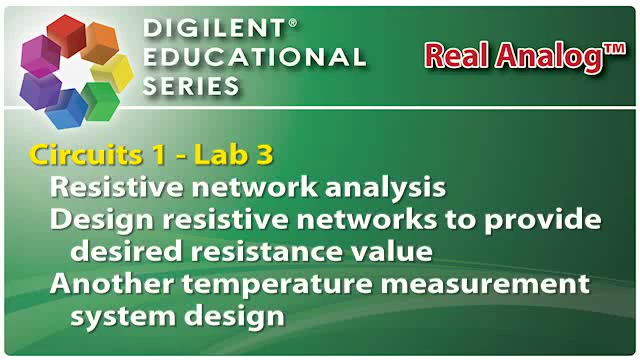 DIGILENT®
EDUCATIONAL
SERIES
Real Analog™
Circuits 1 - Lab 3
Resistive network analysis
Design resistive networks to provide
desired resistance value
Another temperature measurement
system design